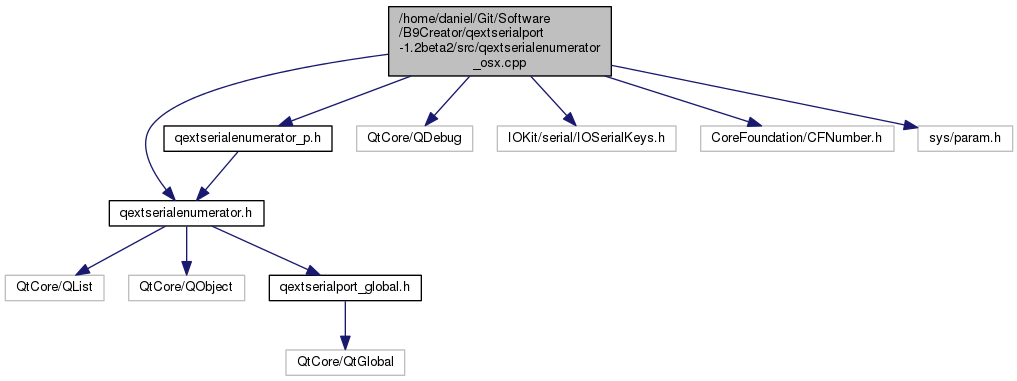 /home/daniel/Git/Software
/B9Creator/qextserialport
-1.2beta2/src/qextserialenumerator
_osx.cpp
qextserialenumerator_p.h
QtCore/QDebug
IOKit/serial/IOSerialKeys.h
CoreFoundation/CFNumber.h
sys/param.h
qextserialenumerator.h
QtCore/QList
QtCore/QObject
qextserialport_global.h
QtCore/QtGlobal